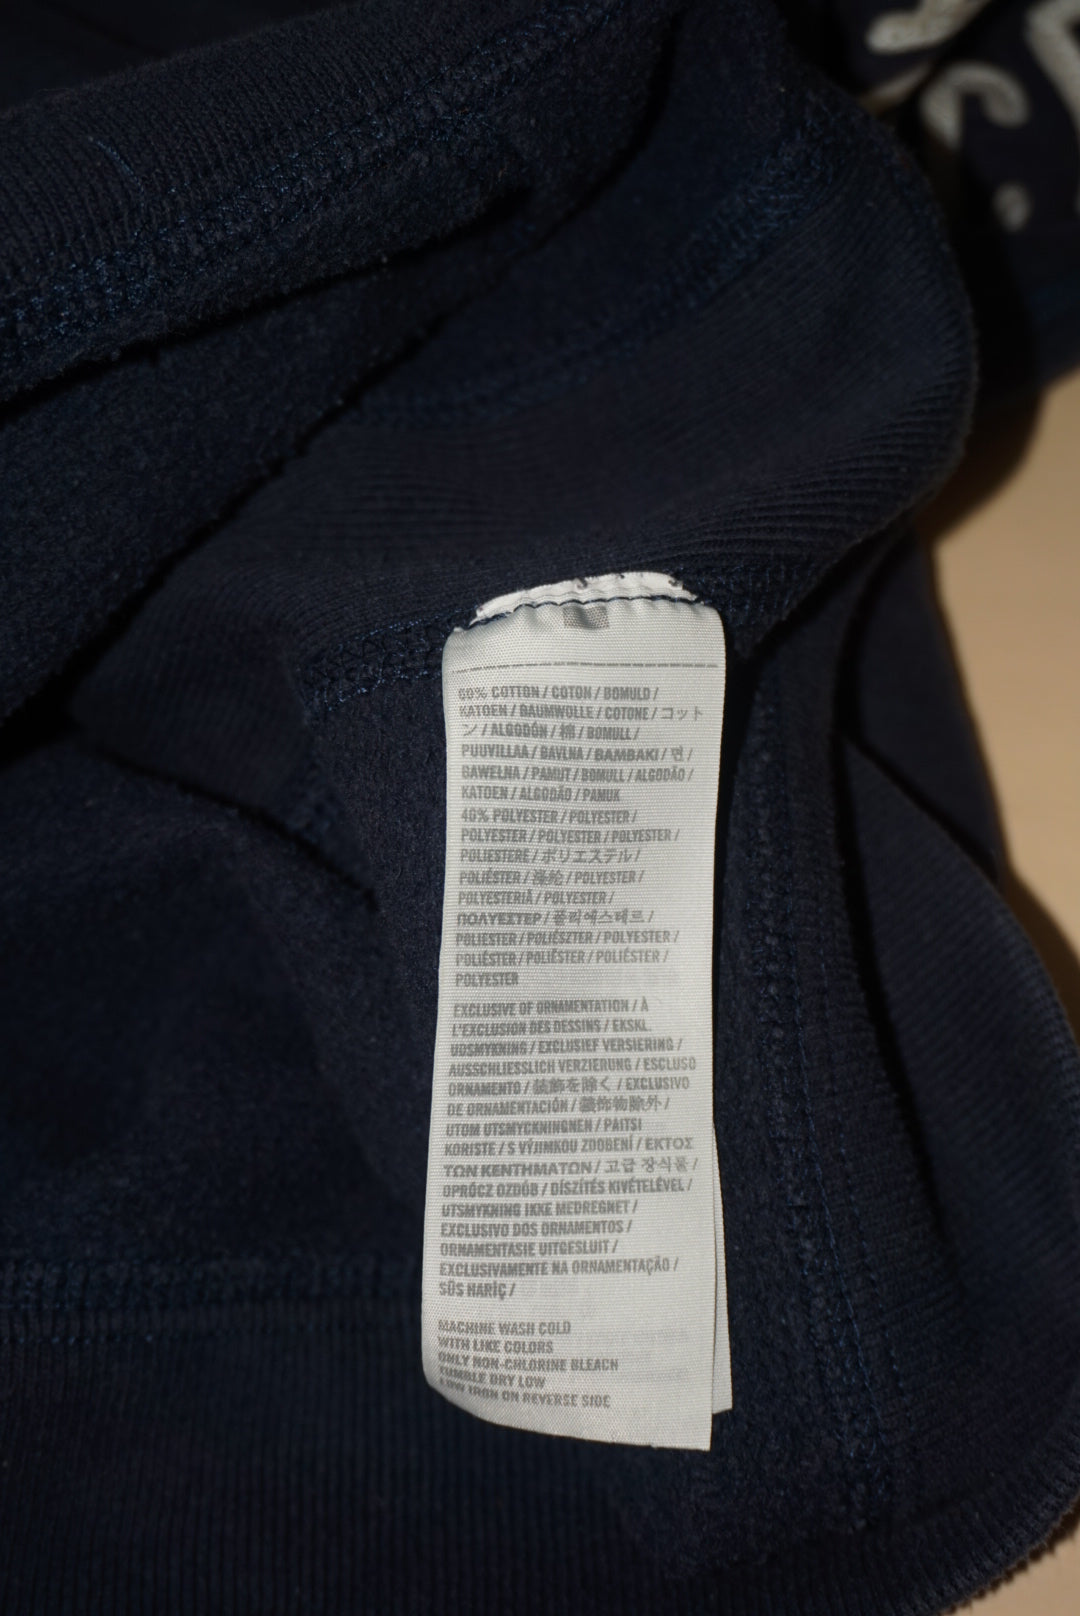 60% COTTON / COTON / BOMULD /
KATOEN / BAUMWOLLE / COTONE / コット
ン / ALGODÓN / 棉 / BOMULL /
PUUVILLAA / BAVLNA / BAMBAKI / 면 /
BAWEŁNA / PAMUT / BOMULL / ALGODÃO /
KATOEN / ALGODÃO / PAMUK
40% POLYESTER / POLYESTER /
POLYESTER / POLYESTER / POLYESTER /
POLIESTERE / ポリエステル /
POLIÉSTER / 滌綸 / POLYESTER /
POLYESTERIÄ / POLYESTER /
ΠΟΛΥΕΣΤΕΡ / 폴리에스테르 /
POLIESTER / POLIÉSZTER / POLYESTER /
POLIÉSTER / POLIÉSTER / POLIÉSTER /
POLYESTER
EXCLUSIVE OF ORNAMENTATION / À
L'EXCLUSION DES DESSINS / EKSKL.
UDSMYKNING / EXCLUSIEF VERSIERING /
AUSSCHLIESSLICH VERZIERUNG / ESCLUSO
ORNAMENTO / 装飾を除く / EXCLUSIVO
DE ORNAMENTACIÓN / 裝飾物除外 /
UTOM UTSMYCKNINGNEN / PAITSI
KORISTE / S VÝJIMKOU ZDOBENÍ / ΕΚΤΟΣ
ΤΩΝ ΚΕΝΤΗΜΑΤΩΝ / 고급 장식품 /
OPRÓCZ OZDÓB / DÍSZÍTÉS KIVÉTELÉVEL /
UTSMYKNING IKKE MEDREGNET /
EXCLUSIVO DOS ORNAMENTOS /
ORNAMENTASIE UITGESLUIT /
EXCLUSIVAMENTE NA ORNAMENTAÇÃO /
SÜS HARİÇ /
MACHINE WASH COLD
WITH LIKE COLORS
ONLY NON-CHLORINE BLEACH
TUMBLE DRY LOW
LOW IRON ON REVERSE SIDE